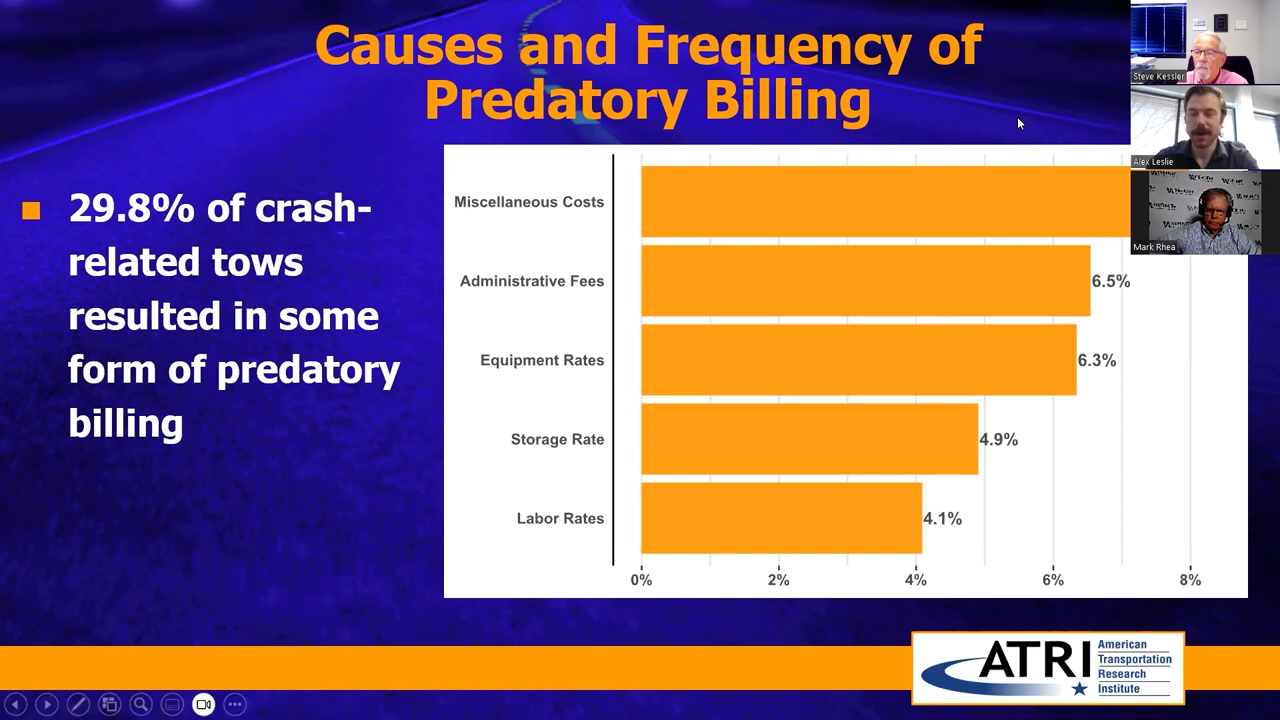 Causes and Frequency of
Predatory Billing
29.8% of crash-
related tows
resulted in some
form of predatory
billing
Miscellaneous Costs
Administrative Fees
6.5%
Equipment Rates
6.3%
Storage Rate
4.9%
Labor Rates
4.1%
0%
2%
4%
6%
8%
Steve Kessler
Alex Leslie
Mark Rhea
ATRI
American
Transportation
Research
Institute